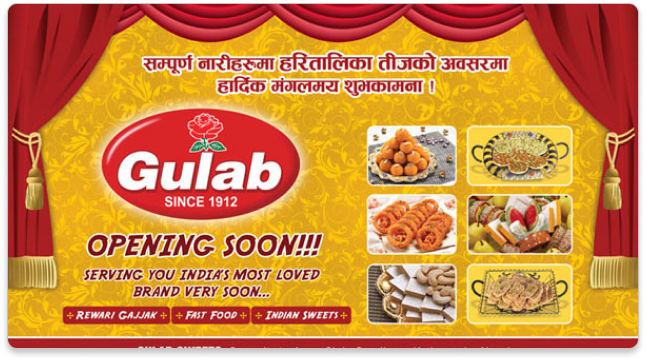 सम्पूर्ण नारीहरुमा हरितालिका तीजको अवसरमा
हार्दिक मंगलमय शुभकामना !
Gulab
SINCE 1912
OPENING SOON!!!
SERVING YOU INDIA'S MOST LOVED
BRAND VERY SOON...
REWARI GAJJAK FAST FOOD INDIAN SWEETS